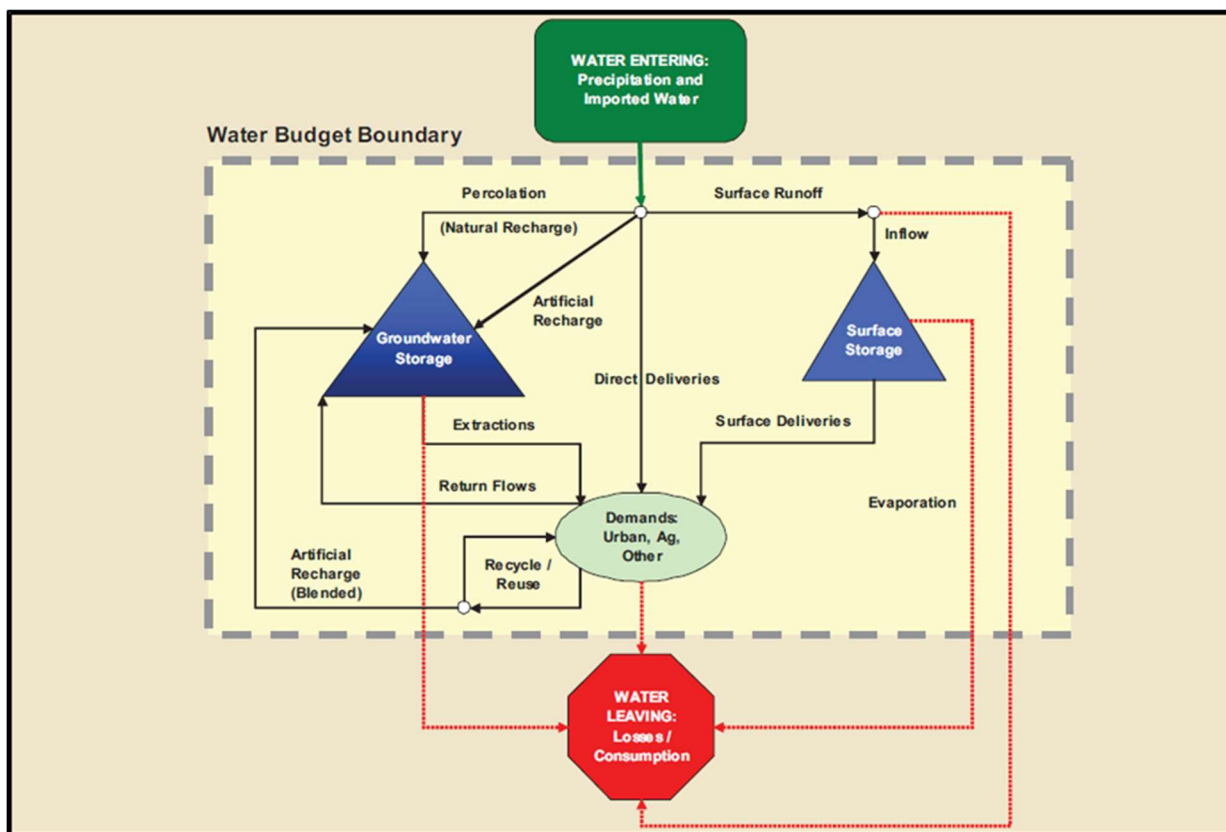 WATER ENTERING:
Precipitation and
Imported Water
Water Budget Boundary
Percolation
(Natural Recharge)
Surface Runoff
Inflow
Artificial
Recharge
Groundwater
Storage
Surface
Storage
Direct Deliveries
Extractions
Surface Deliveries
Return Flows
Evaporation
Demands:
Urban, Ag,
Other
Artificial
Recharge
(Blended)
Recycle /
Reuse
WATER
LEAVING:
Losses /
Consumption